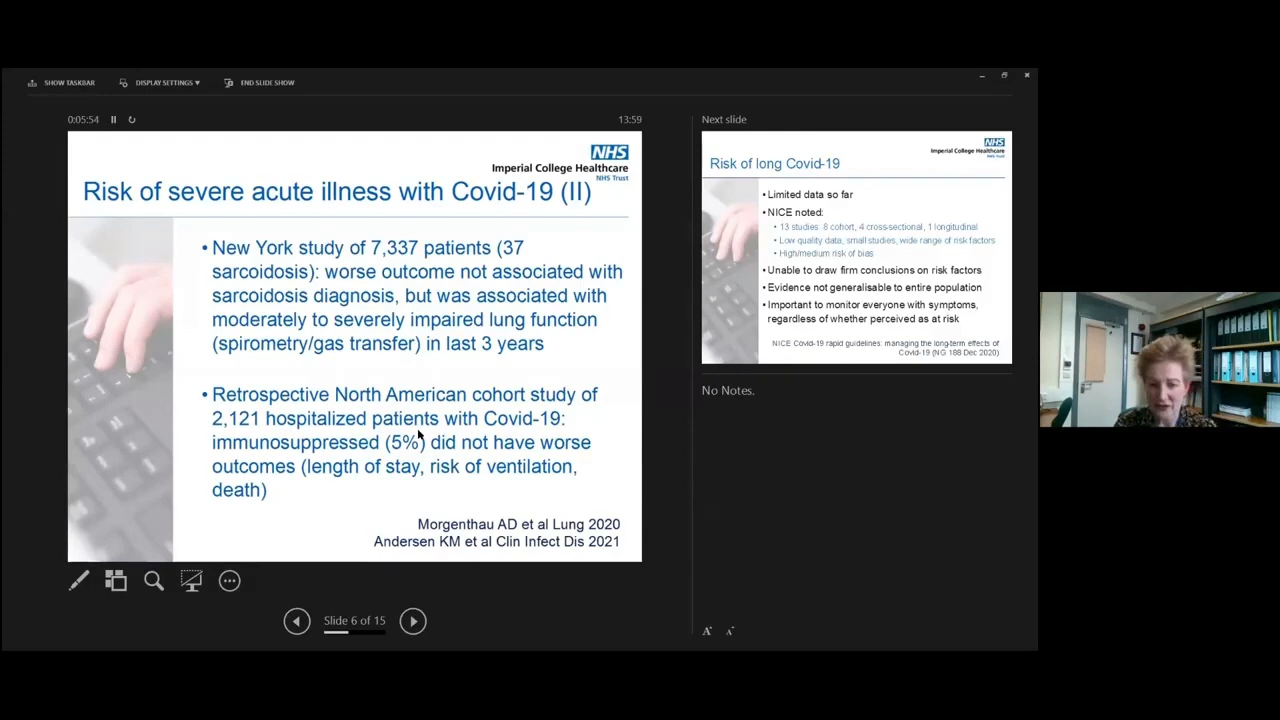 SHOW TASKBAR
DISPLAY SETTINGS ▾
END SLIDE SHOW
0:05:54
13:59
NHS
Imperial College Healthcare
NHS Trust
Risk of severe acute illness with Covid-19 (II)
• New York study of 7,337 patients (37
sarcoidosis): worse outcome not associated with
sarcoidosis diagnosis, but was associated with
moderately to severely impaired lung function
(spirometry/gas transfer) in last 3 years
• Retrospective North American cohort study of
2,121 hospitalized patients with Covid-19:
immunosuppressed (5%) did not have worse
outcomes (length of stay, risk of ventilation,
death)
Morgenthau AD et al Lung 2020
Andersen KM et al Clin Infect Dis 2021
Slide 6 of 15
Next slide
NHS
Imperial College Healthcare
NHS Trust
Risk of long Covid-19
• Limited data so far
• NICE noted:
• 13 studies: 8 cohort, 4 cross-sectional, 1 longitudinal
• Low quality data, small studies, wide range of risk factors
• High/medium risk of bias
• Unable to draw firm conclusions on risk factors
• Evidence not generalisable to entire population
• Important to monitor everyone with symptoms,
regardless of whether perceived as at risk
NICE Covid-19 rapid guidelines: managing the long-term effects of
Covid-19 (NG 188 Dec 2020)
No Notes.
A A